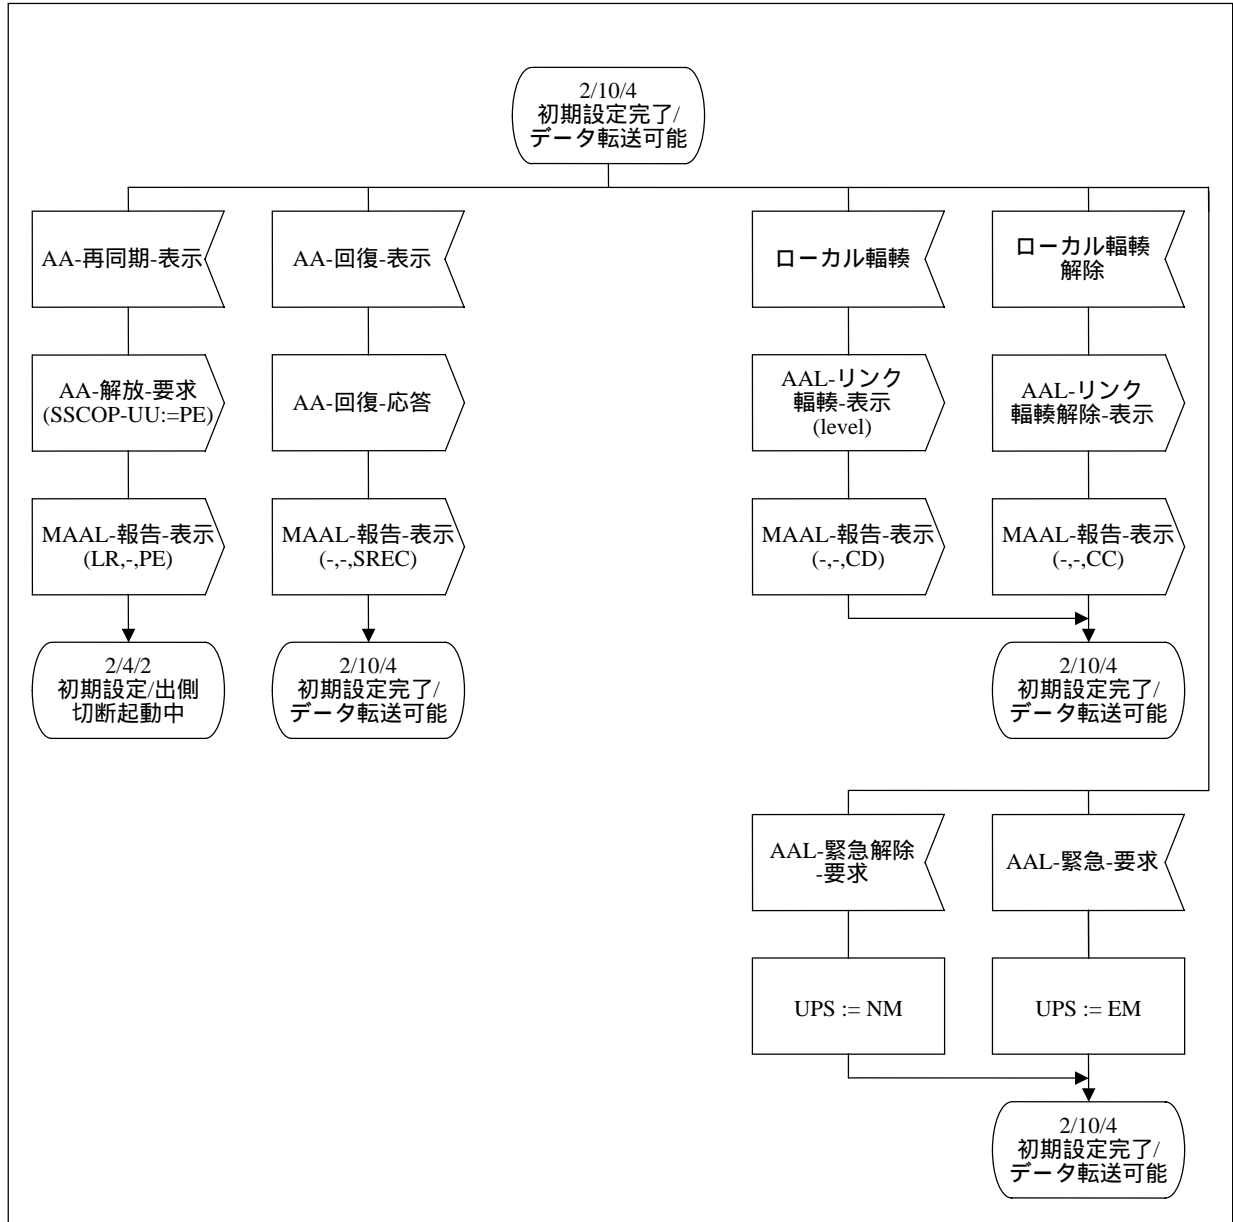 2/10/4
初期設定完了/
データ転送可能
AA-再同期-表示
AA-回復-表示
ローカル輻輳
ローカル輻輳
解除
AA-解放-要求
(SSCOP-UU:=PE)
AA-回復-応答
AAL-リンク
輻輳-表示
(level)
AAL-リンク
輻輳解除-表示
MAAL-報告-表示
(LR,-,PE)
MAAL-報告-表示
(-,-,SREC)
MAAL-報告-表示
(-,-,CD)
MAAL-報告-表示
(-,-,CC)
2/4/2
初期設定/出側
切断起動中
2/10/4
初期設定完了/
データ転送可能
2/10/4
初期設定完了/
データ転送可能
AAL-緊急解除
-要求
AAL-緊急-要求
UPS := NM
UPS := EM
2/10/4
初期設定完了/
データ転送可能